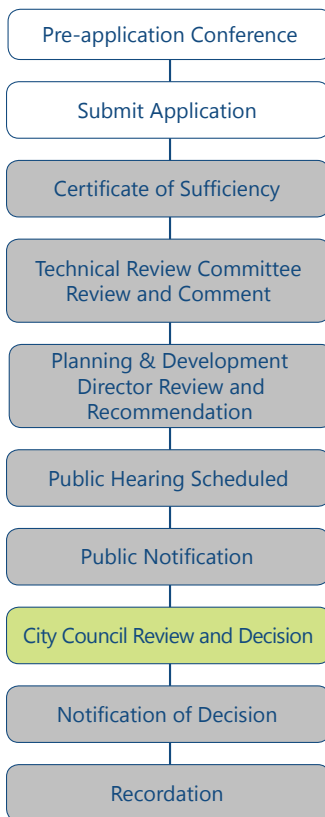 Pre-application Conference
Submit Application
Certificate of Sufficiency
Technical Review Committee
Review and Comment
Planning & Development
Director Review and
Recommendation
Public Hearing Scheduled
Public Notification
City Council Review and Decision
Notification of Decision
Recordation